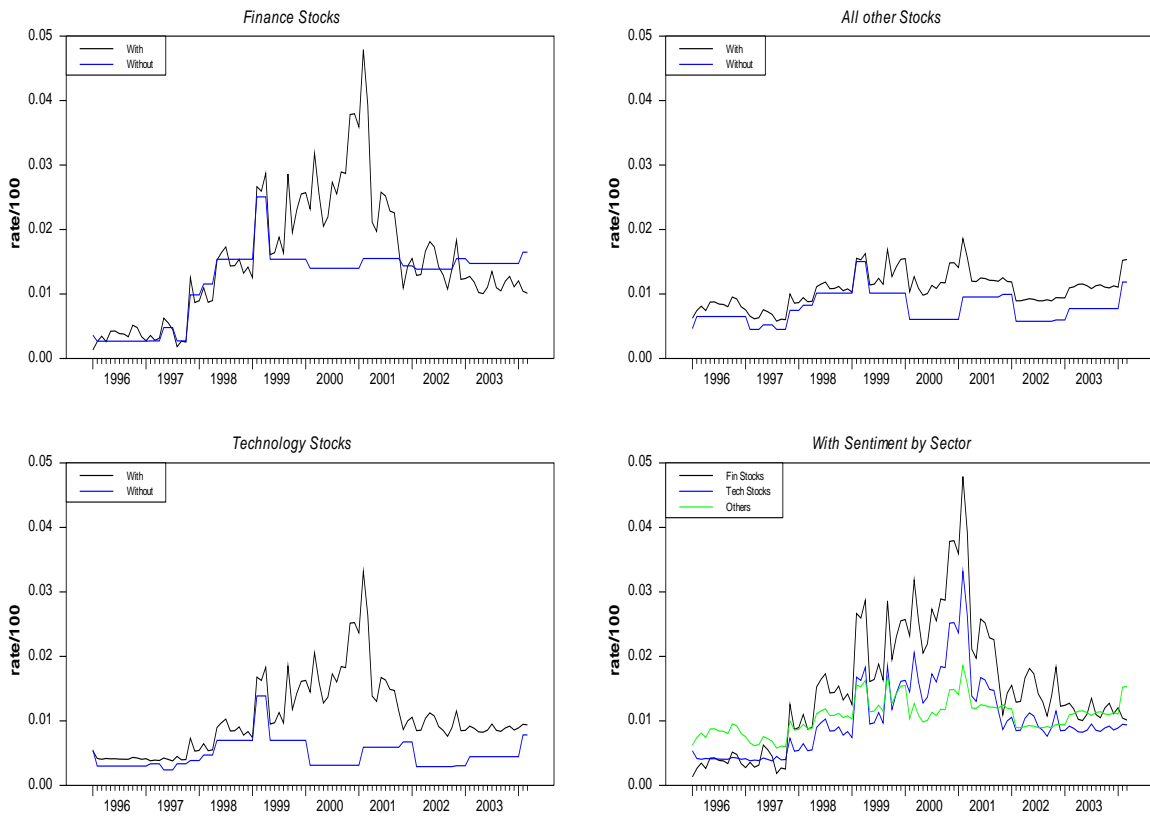 Finance Stocks
0.05
With
Without
0.04
0.03
rate/100
0.02
0.01
0.00
1996 1997 1998 1999 2000 2001 2002 2003
All other Stocks
0.05
With
Without
0.04
0.03
rate/100
0.02
0.01
0.00
1996 1997 1998 1999 2000 2001 2002 2003
Technology Stocks
0.05
With
Without
0.04
0.03
rate/100
0.02
0.01
0.00
1996 1997 1998 1999 2000 2001 2002 2003
With Sentiment by Sector
0.05
Fin Stocks
Tech Stocks
Others
0.04
0.03
rate/100
0.02
0.01
0.00
1996 1997 1998 1999 2000 2001 2002 2003